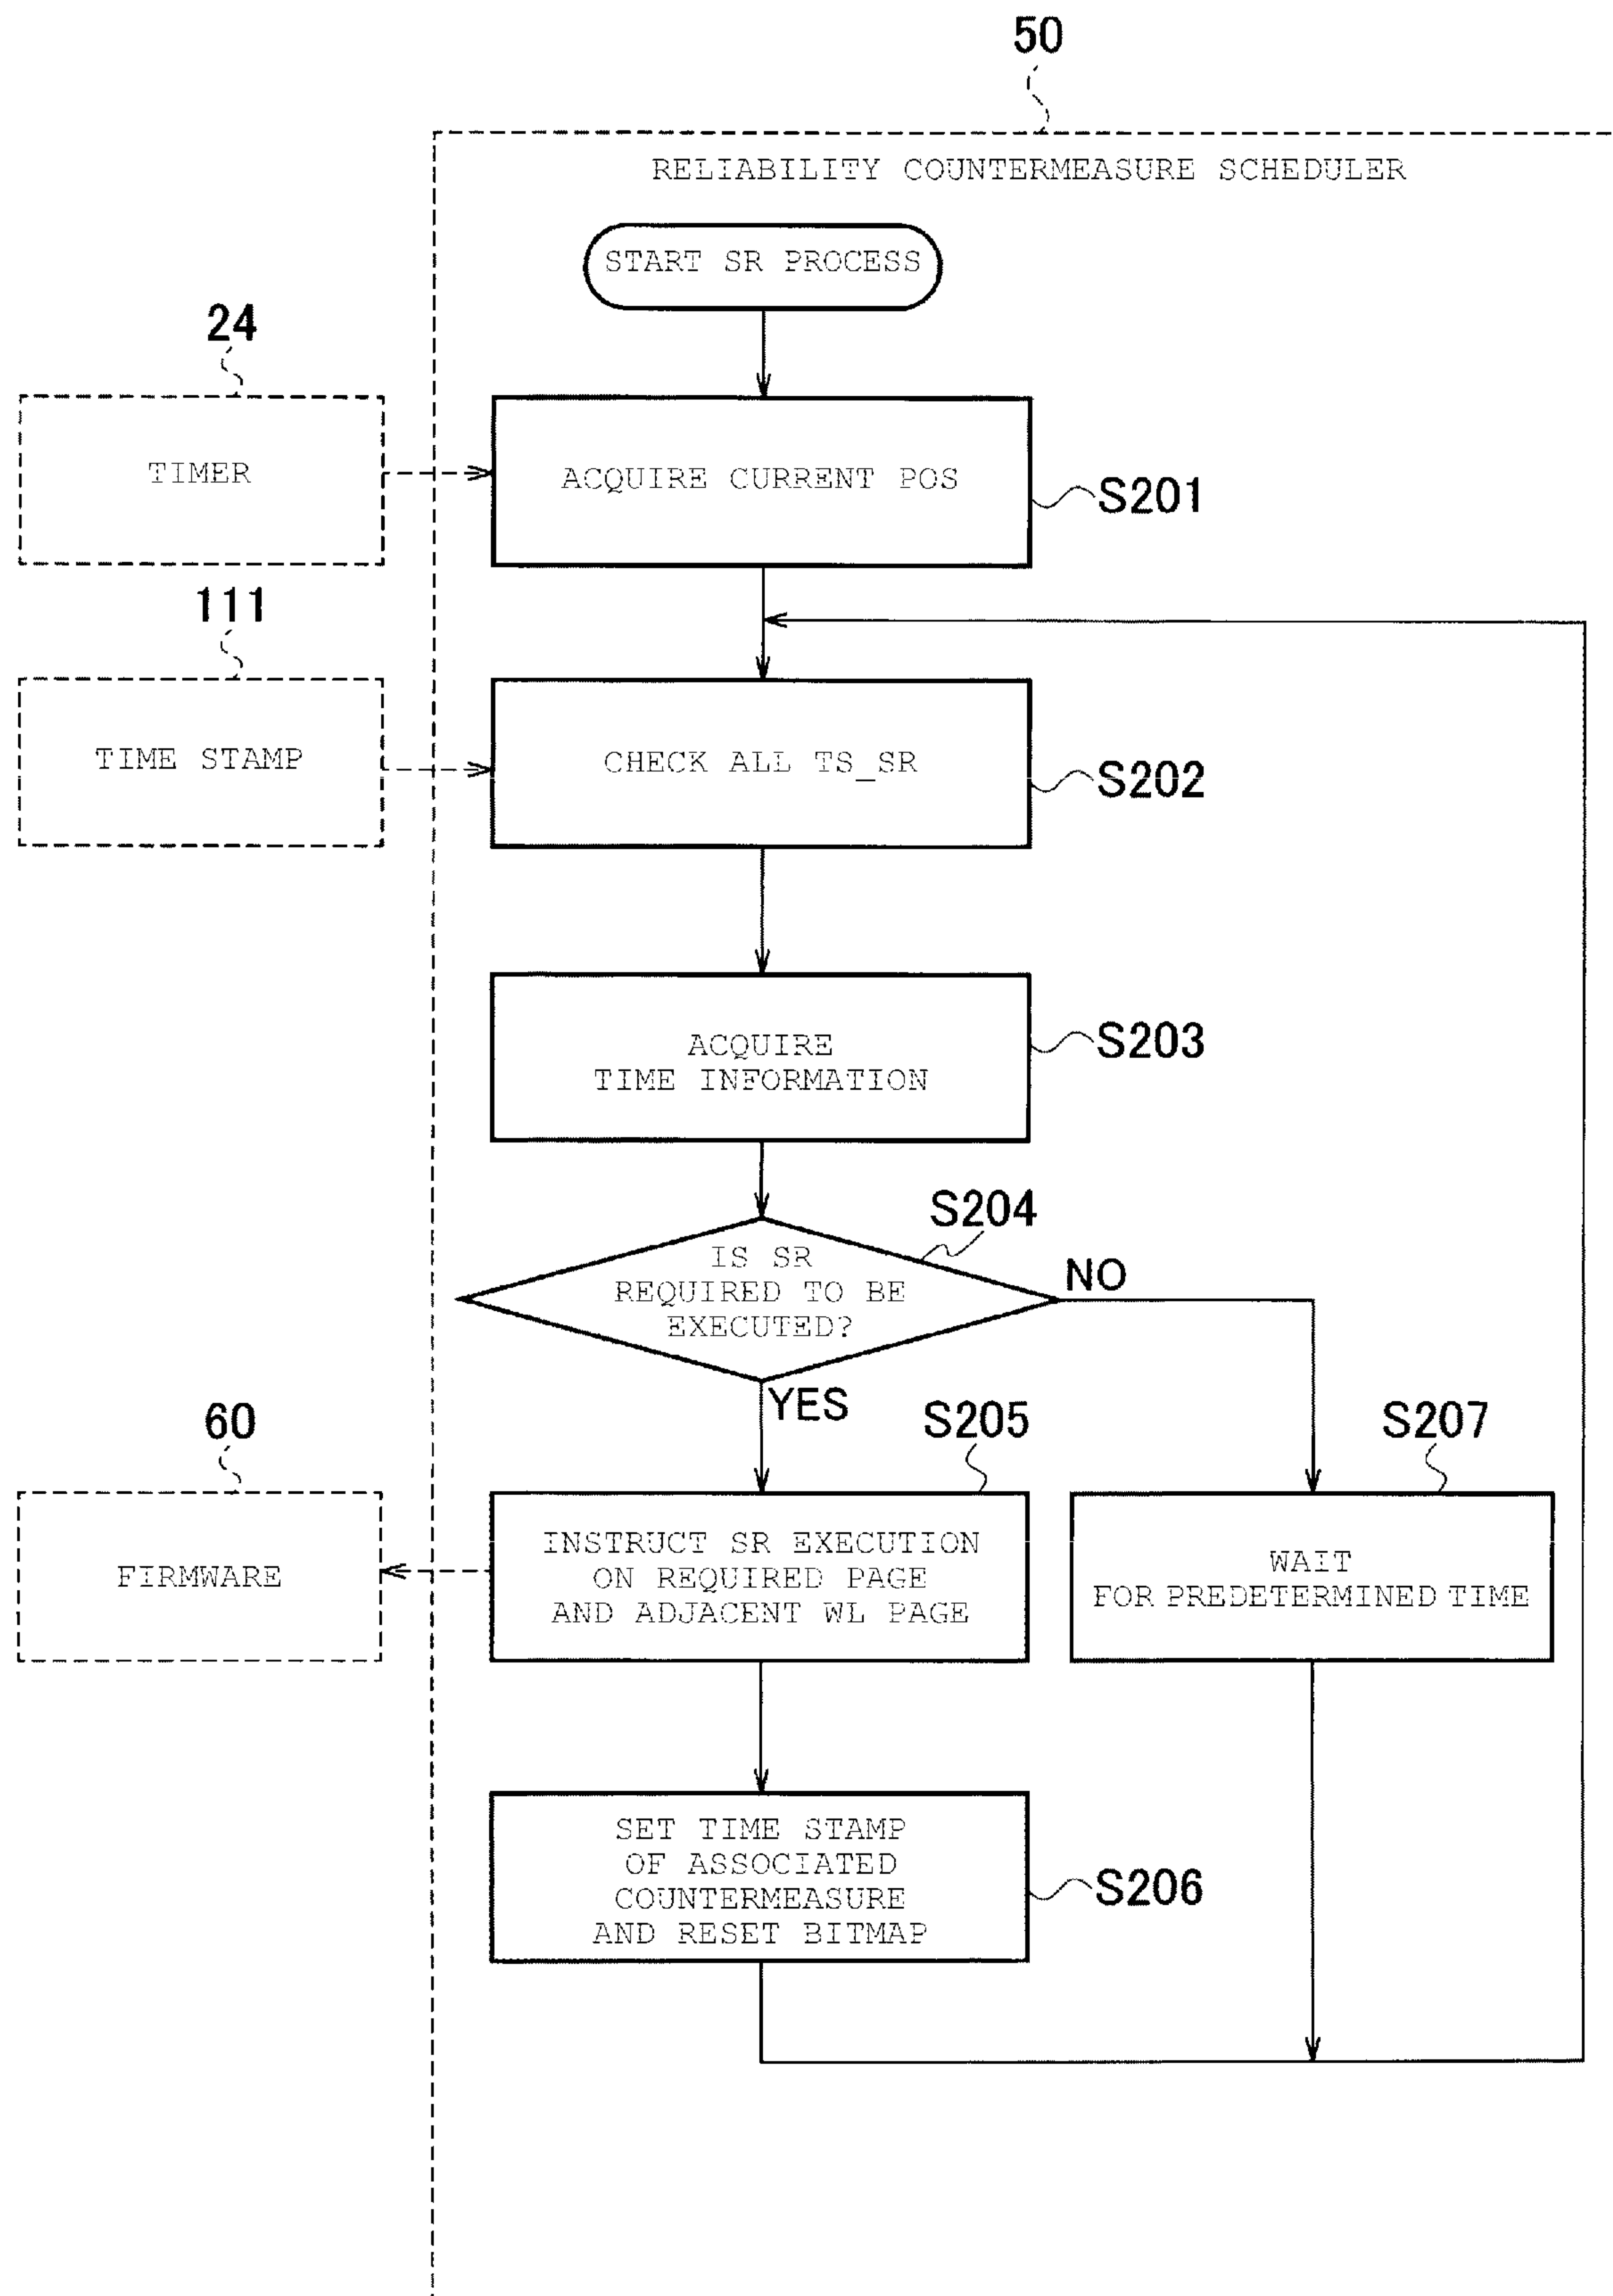 50
RELIABILITY COUNTERMEASURE SCHEDULER
START SR PROCESS
24
TIMER
ACQUIRE CURRENT POS
S201
111
TIME STAMP
CHECK ALL TS_SR
S202
ACQUIRE
TIME INFORMATION
S203
S204
IS SR
REQUIRED TO BE
EXECUTED?
NO
YES
60
FIRMWARE
S205
INSTRUCT SR EXECUTION
ON REQUIRED PAGE
AND ADJACENT WL PAGE
S207
WAIT
FOR PREDETERMINED TIME
SET TIME STAMP
OF ASSOCIATED
COUNTERMEASURE
AND RESET BITMAP
S206